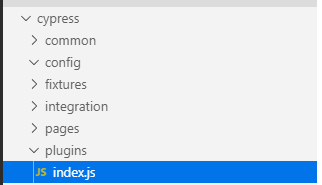 cypress
common
config
fixtures
integration
pages
plugins
JS index.js